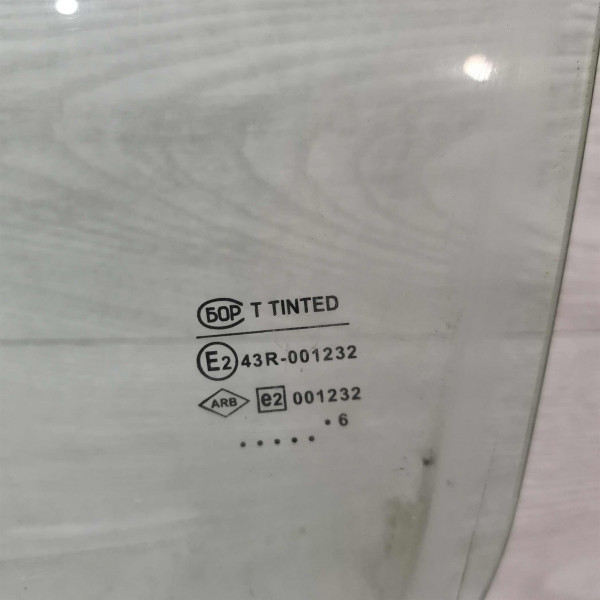 БОР T TINTED
E2 43R-001232
ARB e2 001232
• 6
• • • • •